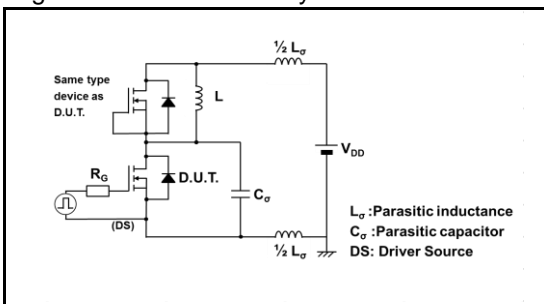 ½ Lσ
Same type
device as
D.U.T.
L
VDD
RG
D.U.T.
Cσ
(DS)
½ Lσ
Lσ :Parasitic inductance
Cσ :Parasitic capacitor
DS: Driver Source